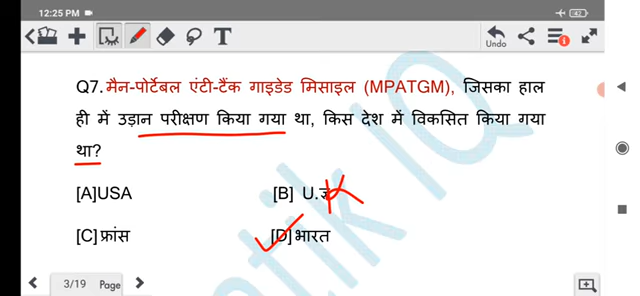 12:25 PM
42
Undo
Q7. मैन-पोर्टेबल एंटी-टैंक गाइडेड मिसाइल (MPATGM), जिसका हाल
ही में उड़ान परीक्षण किया गया था, किस देश में विकसित किया गया
था?
[A]USA
[B] U.K
[C]फ्रांस
[D]भारत
3/19 Page